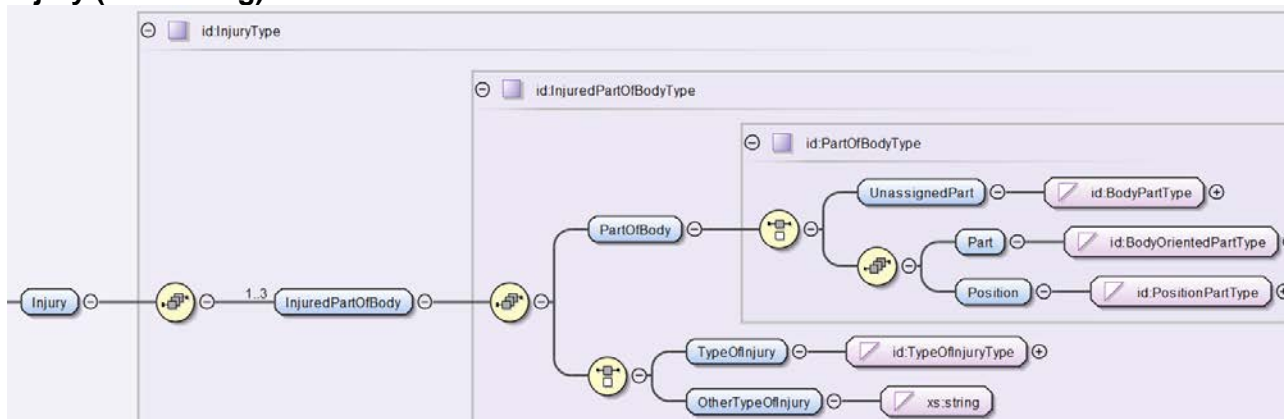 id:InjuryType
id:InjuredPartOfBodyType
id:PartOfBodyType
UnassignedPart
id:BodyPartType
PartOfBody
Part
id:BodyOrientedPartType
Injury
1..3
InjuredPartOfBody
Position
id:PositionPartType
TypeOfInjury
id:TypeOfInjuryType
OtherTypeOfInjury
xs:string